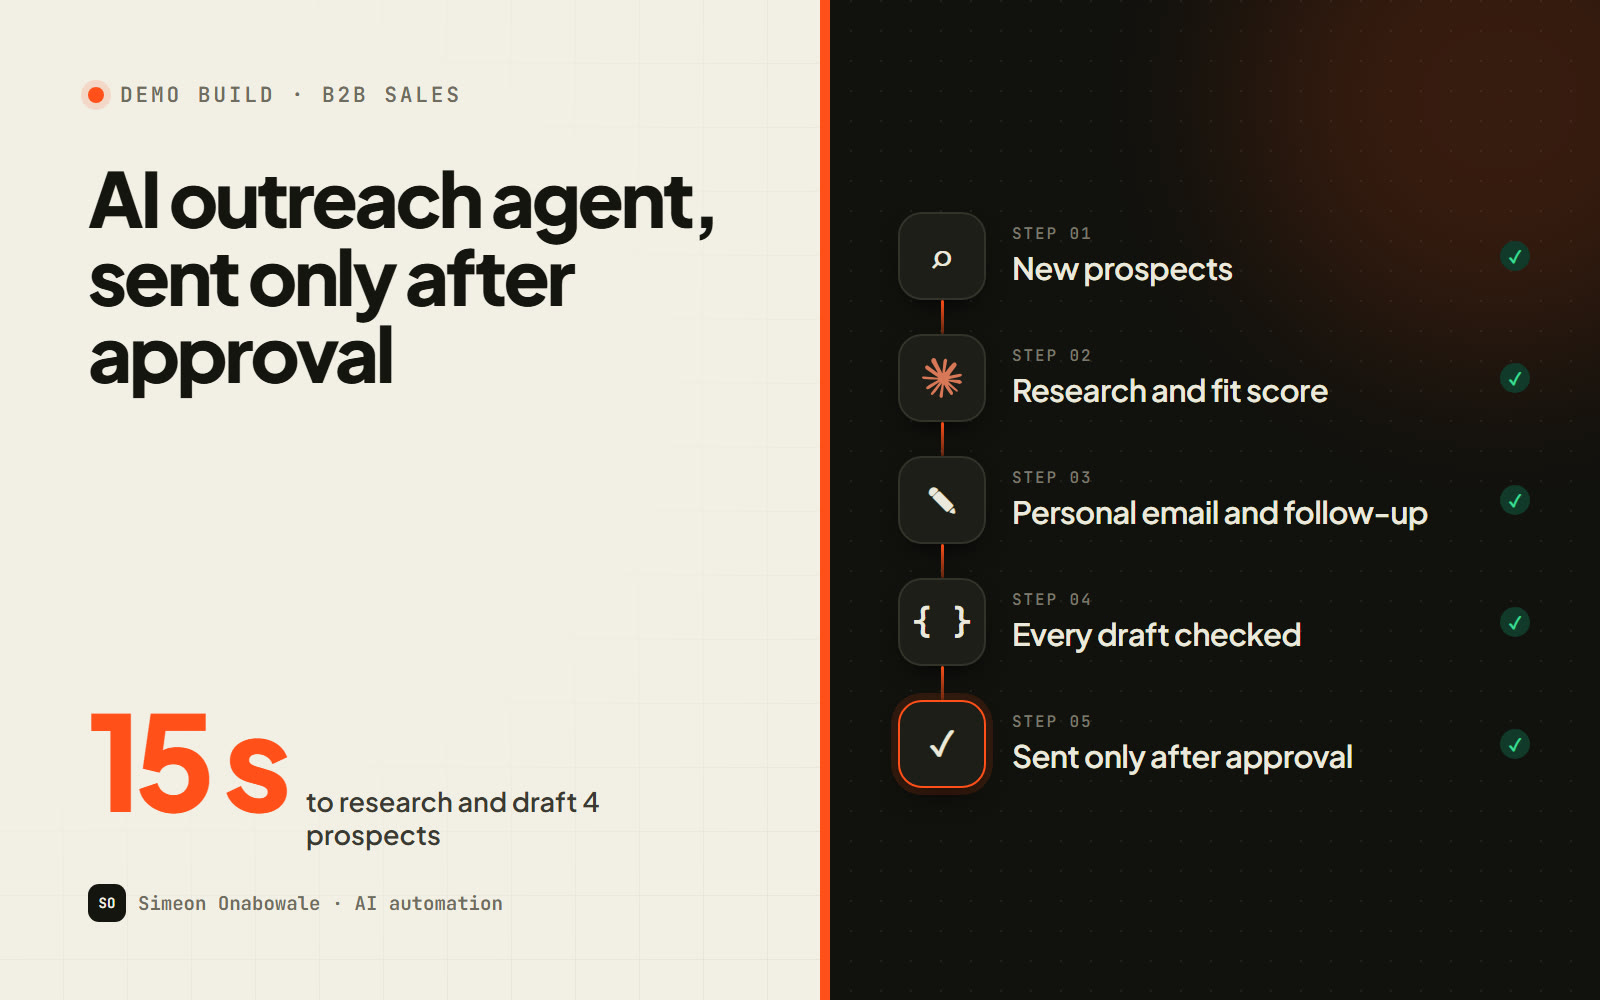 DEMO BUILD · B2B SALES
AI outreach agent,
sent only after
approval
15s
to research and draft 4
prospects
SO
Simeon Onabowale · AI automation
STEP 01
New prospects
STEP 02
Research and fit score
STEP 03
Personal email and follow-up
{ }
STEP 04
Every draft checked
STEP 05
Sent only after approval